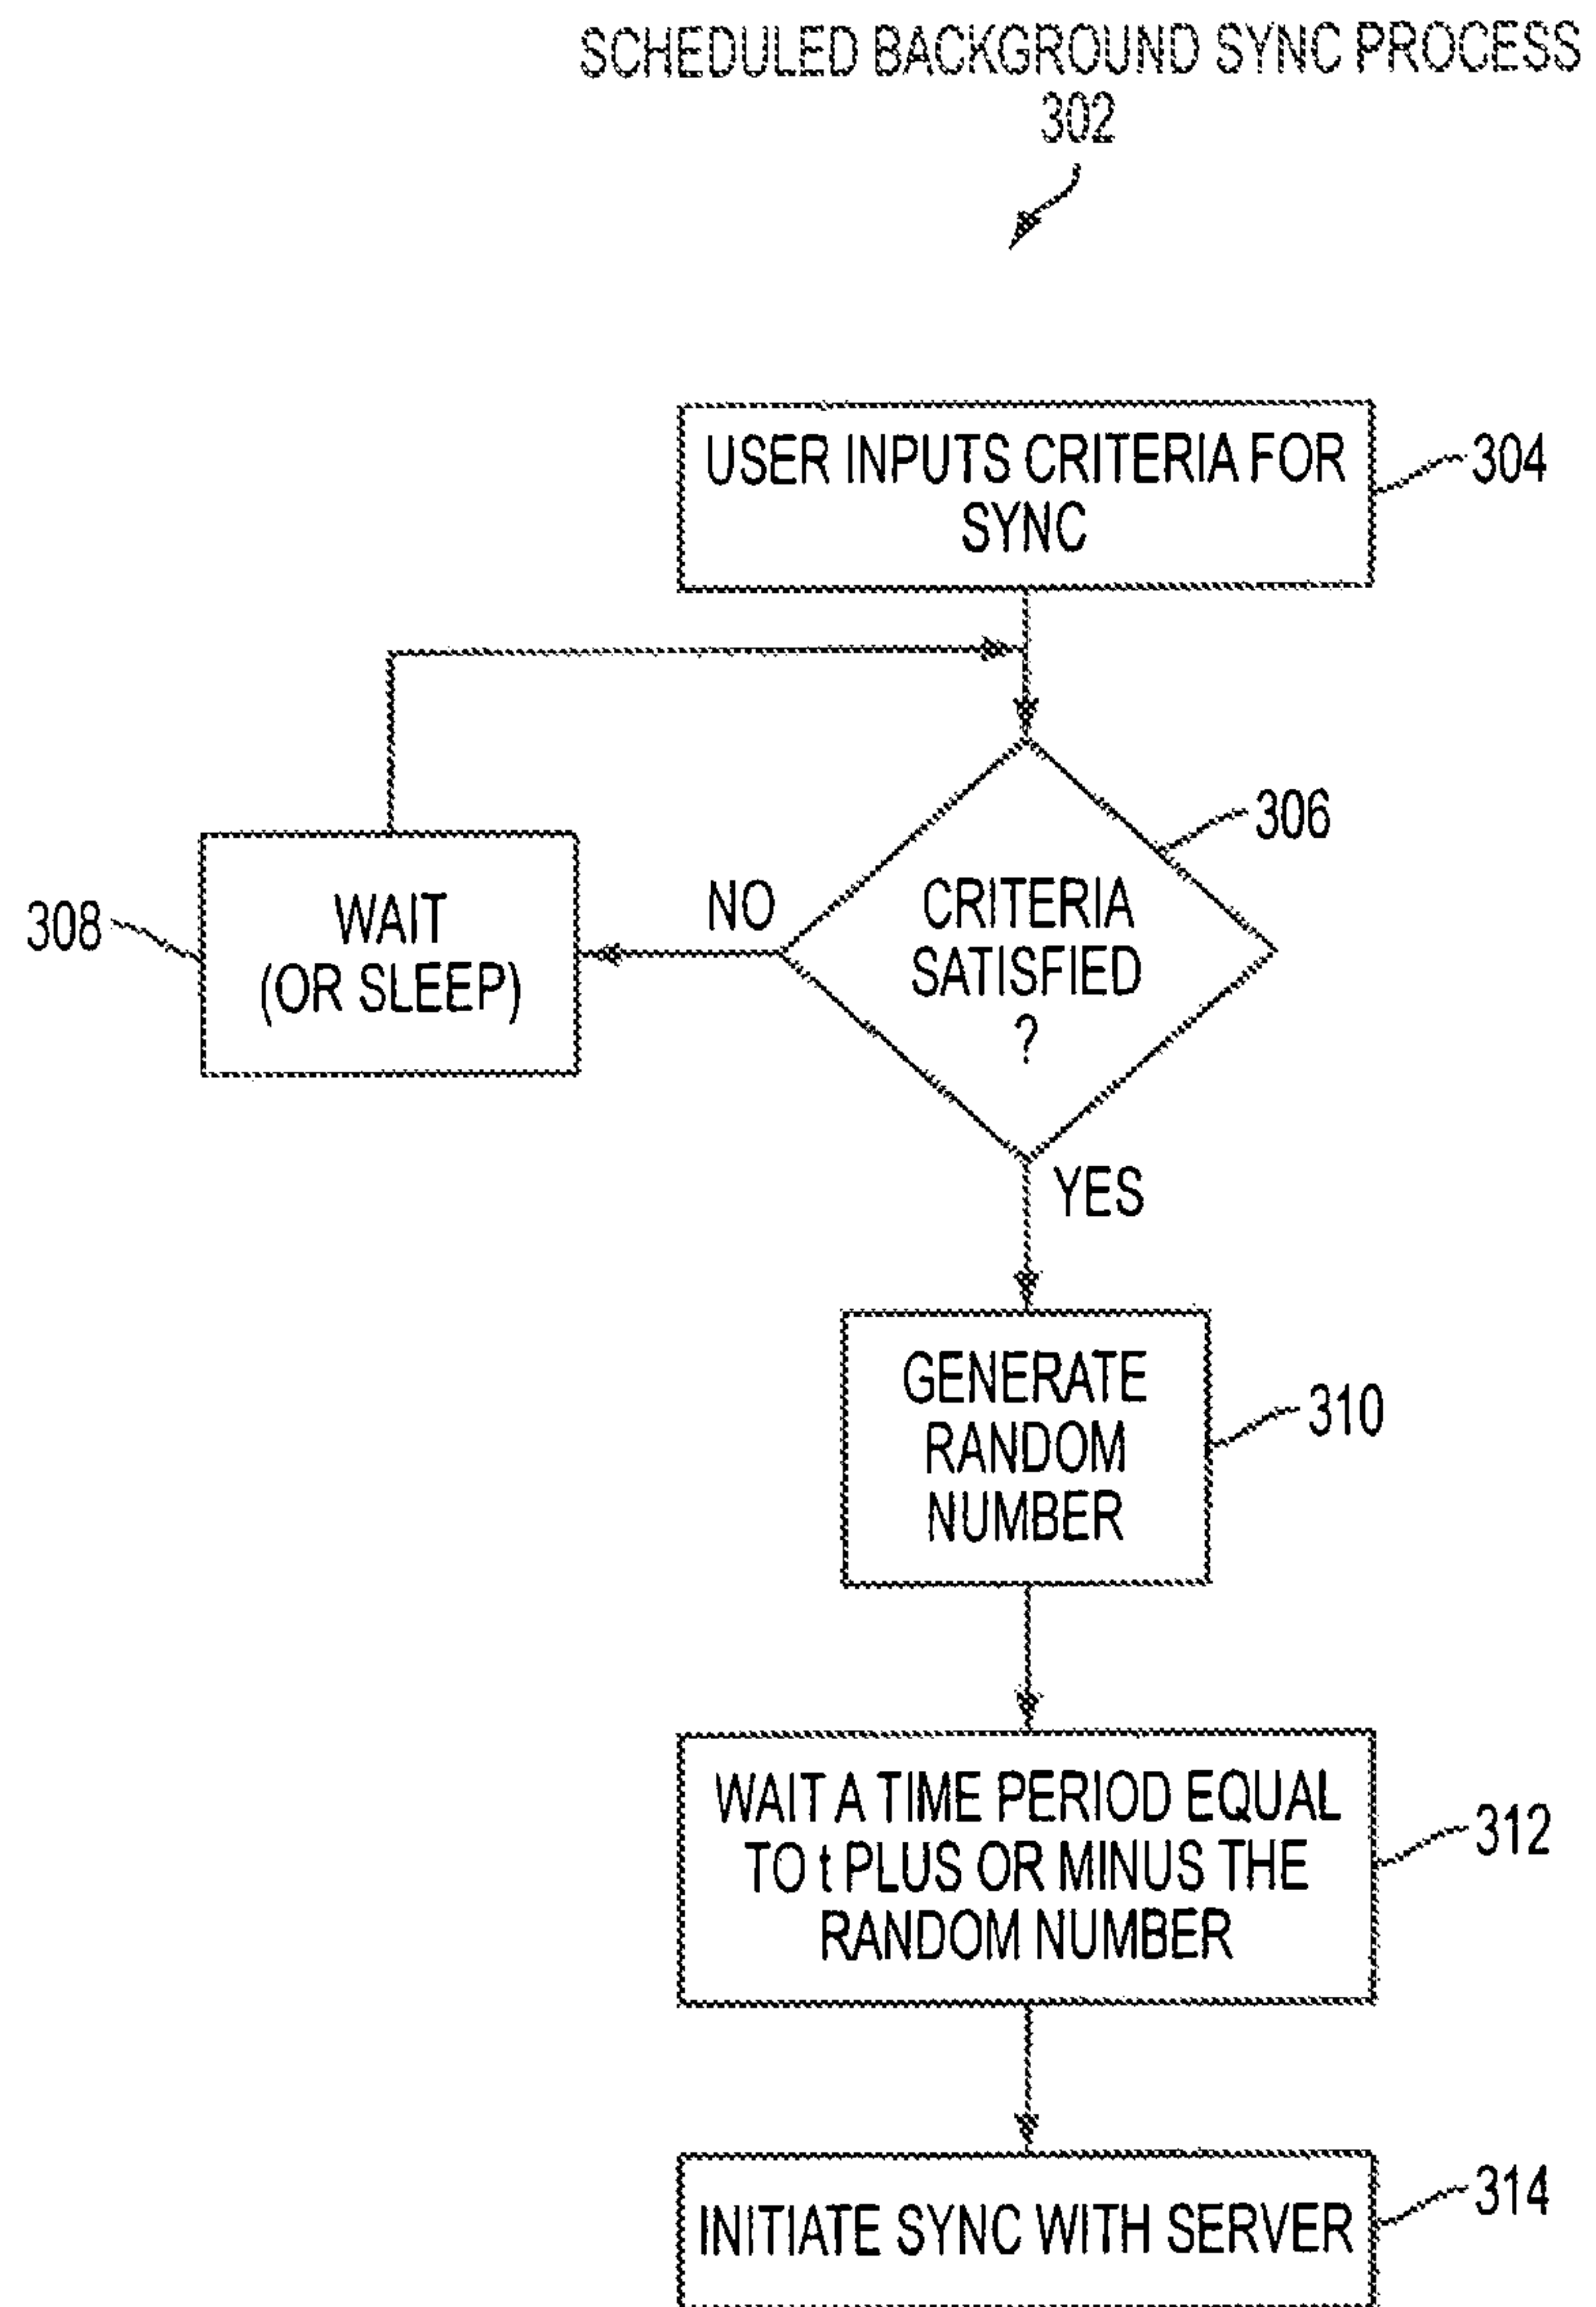 SCHEDULED BACKGROUND SYNC PROCESS
302
USER INPUTS CRITERIA FOR
SYNC
304
306
CRITERIA
SATISFIED
?
NO
WAIT
(OR SLEEP)
308
YES
GENERATE
RANDOM
NUMBER
310
WAIT A TIME PERIOD EQUAL
TO t PLUS OR MINUS THE
RANDOM NUMBER
312
INITIATE SYNC WITH SERVER
314